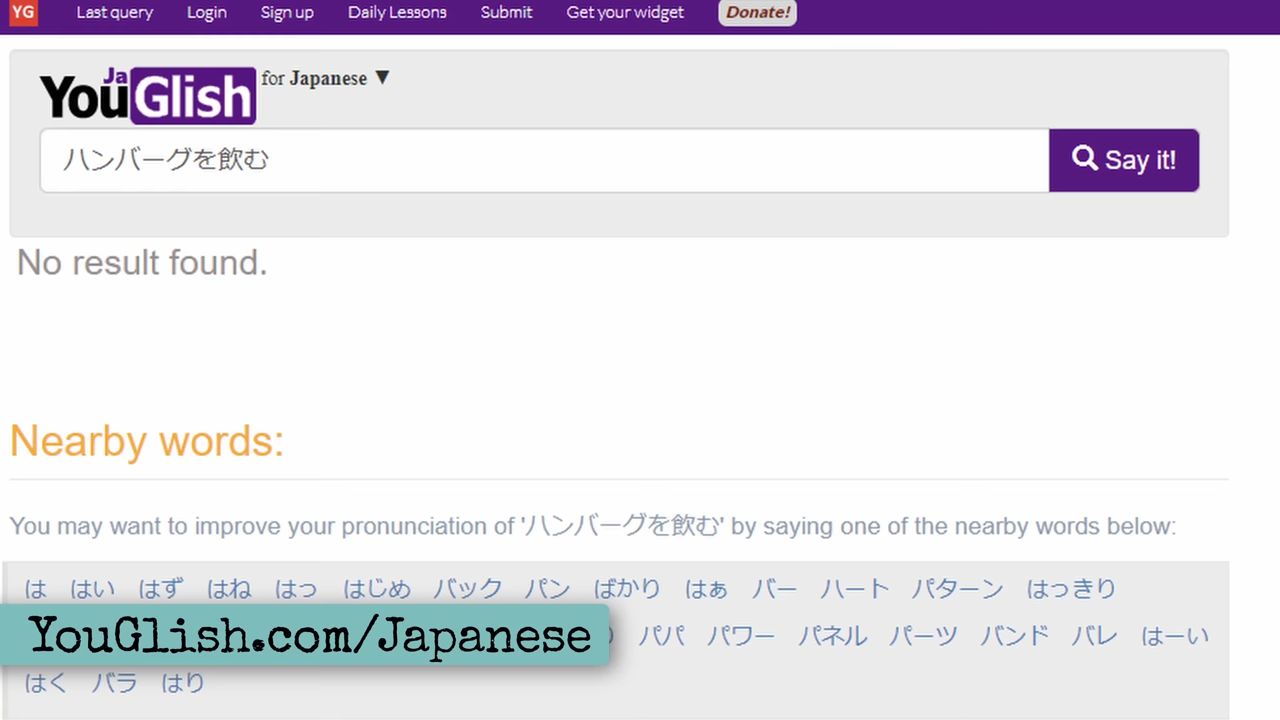 YG Last query Login Sign up Daily Lessons Submit Get your widget Donate!
YouJaGlish for Japanese ▼
ハンバーグを飲む Say it!
No result found.
Nearby words:
You may want to improve your pronunciation of 'ハンバーグを飲む' by saying one of the nearby words below:
は はい はず はね はっ はじめ バック パン ばかり はぁ バー ハート パターン はっきり
パパ パワー パネル パーツ バンド バレ はーい
YouGlish.com/Japanese
はく バラ はり